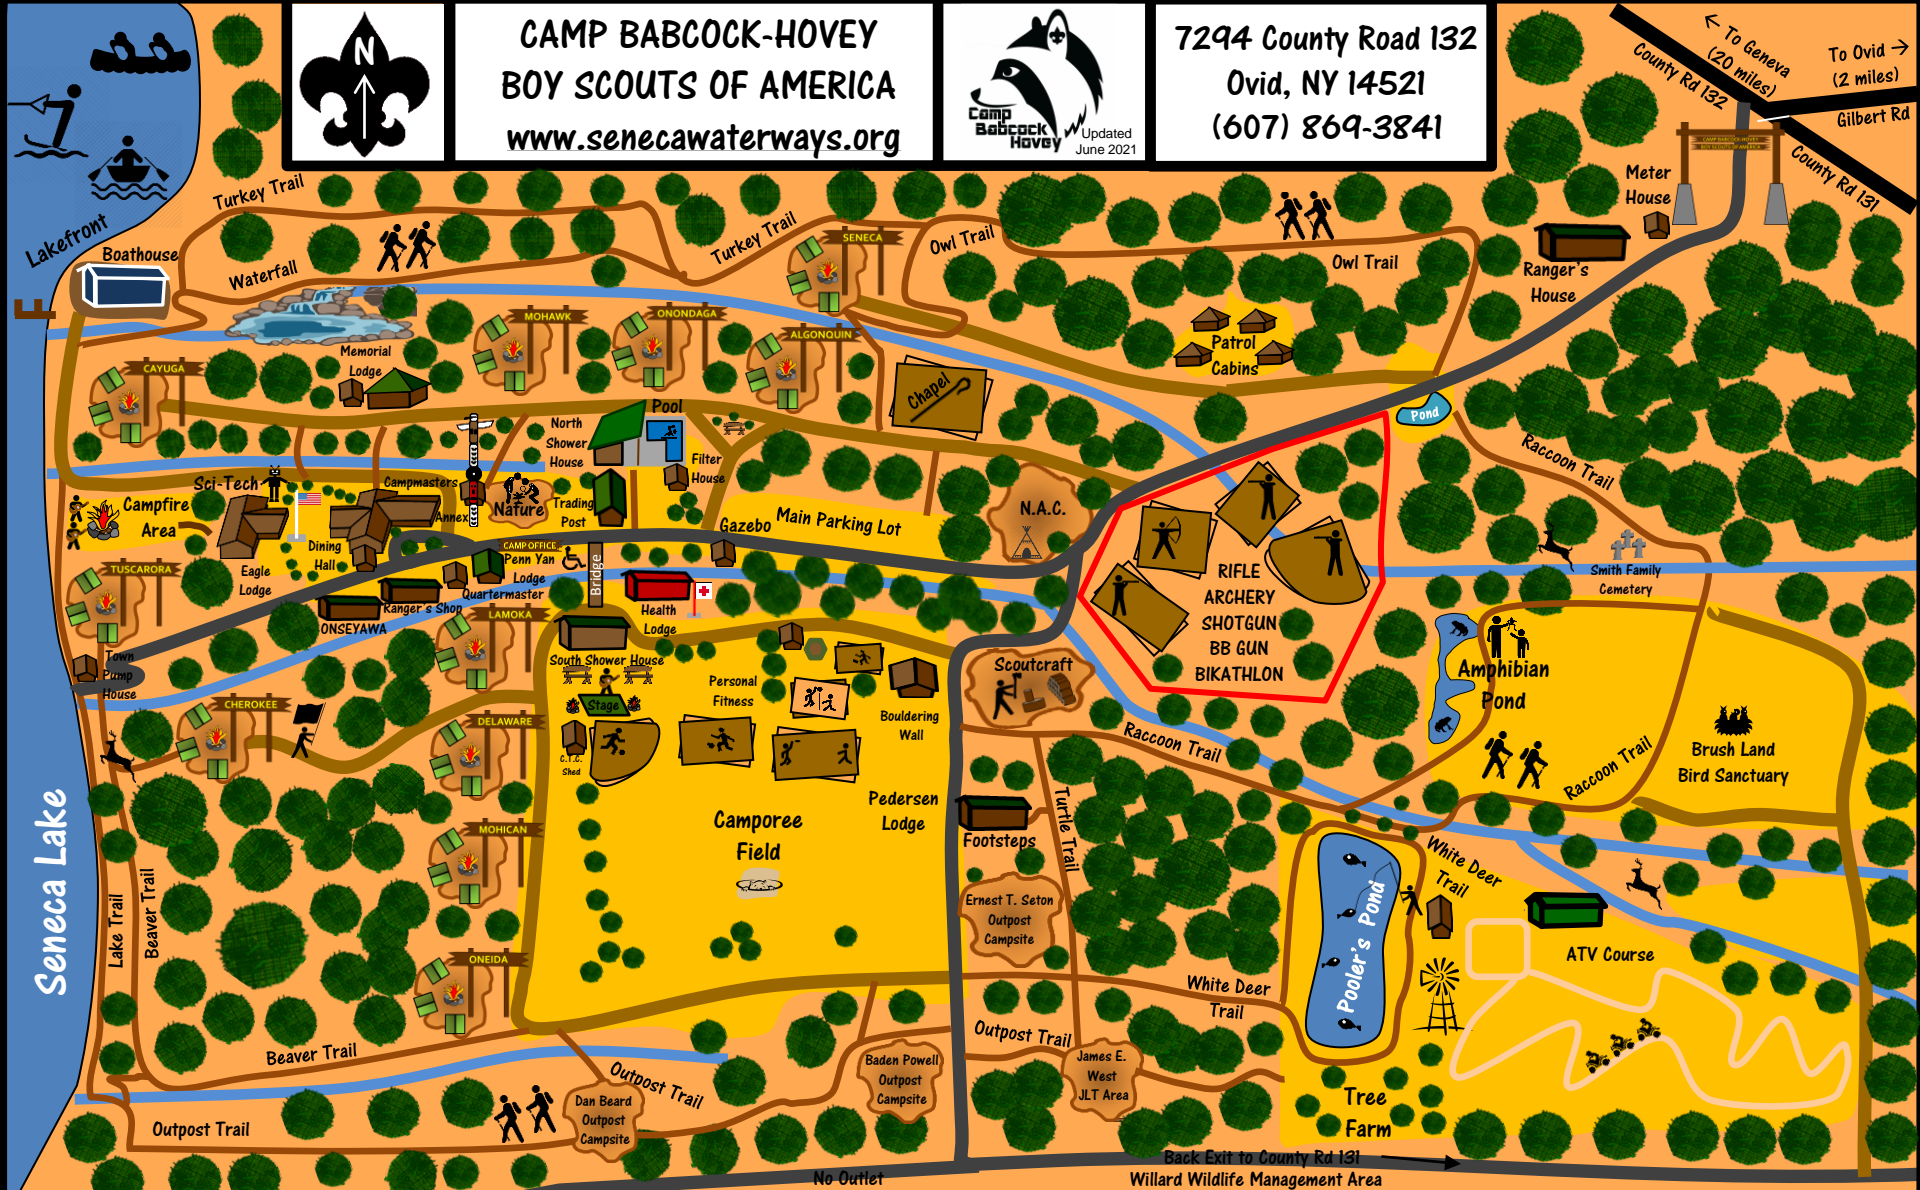 N
CAMP BABCOCK-HOVEY
BOY SCOUTS OF AMERICA
www.senecawaterways.org
Camp
Babcock
Hovey
Updated
June 2021
7294 County Road 132
Ovid, NY 14521
(607) 869-3841
← To Geneva
(20 miles)
County Rd 132
To Ovid →
(2 miles)
Gilbert Rd
County Rd 131
CAMP BABCOCK-HOVEY
BOY SCOUTS OF AMERICA
Meter
House
Ranger's
House
Lakefront
Boathouse
Turkey Trail
Waterfall
Turkey Trail
SENECA
Owl Trail
Owl Trail
MOHAWK
ONONDAGA
ALGONQUIN
Patrol
Cabins
Memorial
Lodge
CAYUGA
Chapel
Pond
North
Shower
House
Pool
Filter
House
Raccoon Trail
Sci-Tech
Campmasters
Annex
Nature
Trading
Post
Campfire
Area
Gazebo
Main Parking Lot
N.A.C.
Dining
Hall
Eagle
Lodge
CAMP OFFICE
Penn Yan
Lodge
Quartermaster
Bridge
TUSCARORA
Ranger's Shop
ONSEYAWA
Health
Lodge
RIFLE
ARCHERY
SHOTGUN
BB GUN
BIKATHLON
Smith Family
Cemetery
LAMOKA
Town
Pump
House
South Shower House
Stage
Personal
Fitness
Bouldering
Wall
Scoutcraft
Amphibian
Pond
CHEROKEE
DELAWARE
C.T.C.
Shed
Raccoon Trail
Brush Land
Bird Sanctuary
Raccoon Trail
Seneca Lake
Pedersen
Lodge
Camporee
Field
Footsteps
Turtle Trail
MOHICAN
White Deer
Trail
Lake Trail
Beaver Trail
Ernest T. Seton
Outpost
Campsite
Pooler's Pond
ATV Course
ONEIDA
White Deer
Trail
Outpost Trail
Beaver Trail
Baden Powell
Outpost
Campsite
James E.
West
JLT Area
Outpost Trail
Dan Beard
Outpost
Campsite
Tree
Farm
Outpost Trail
No Outlet
Back Exit to County Rd 131
Willard Wildlife Management Area